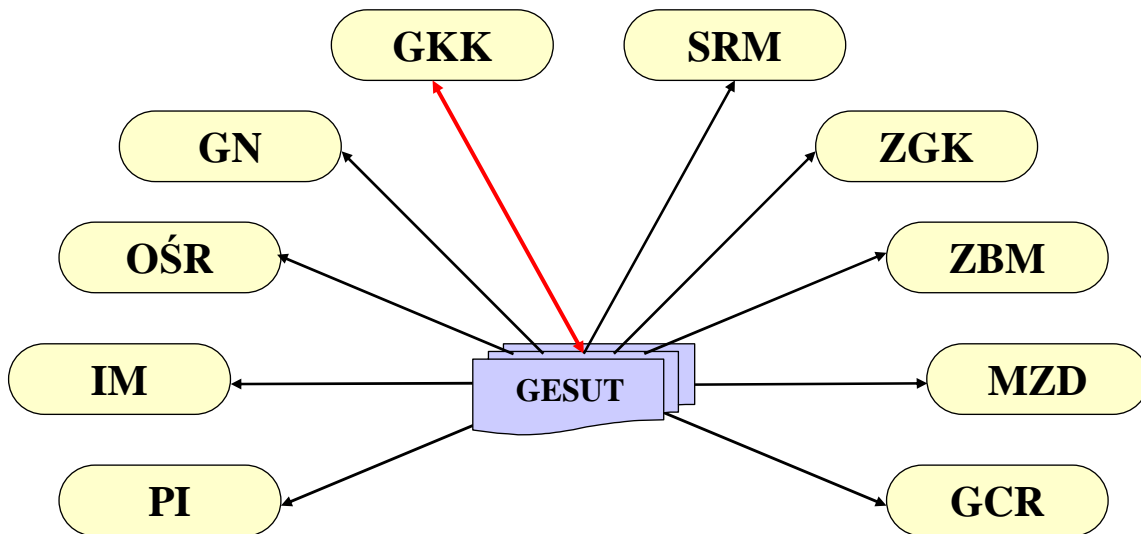 GKK
SRM
GN
ZGK
OŚR
ZBM
IM
GESUT
MZD
PI
GCR